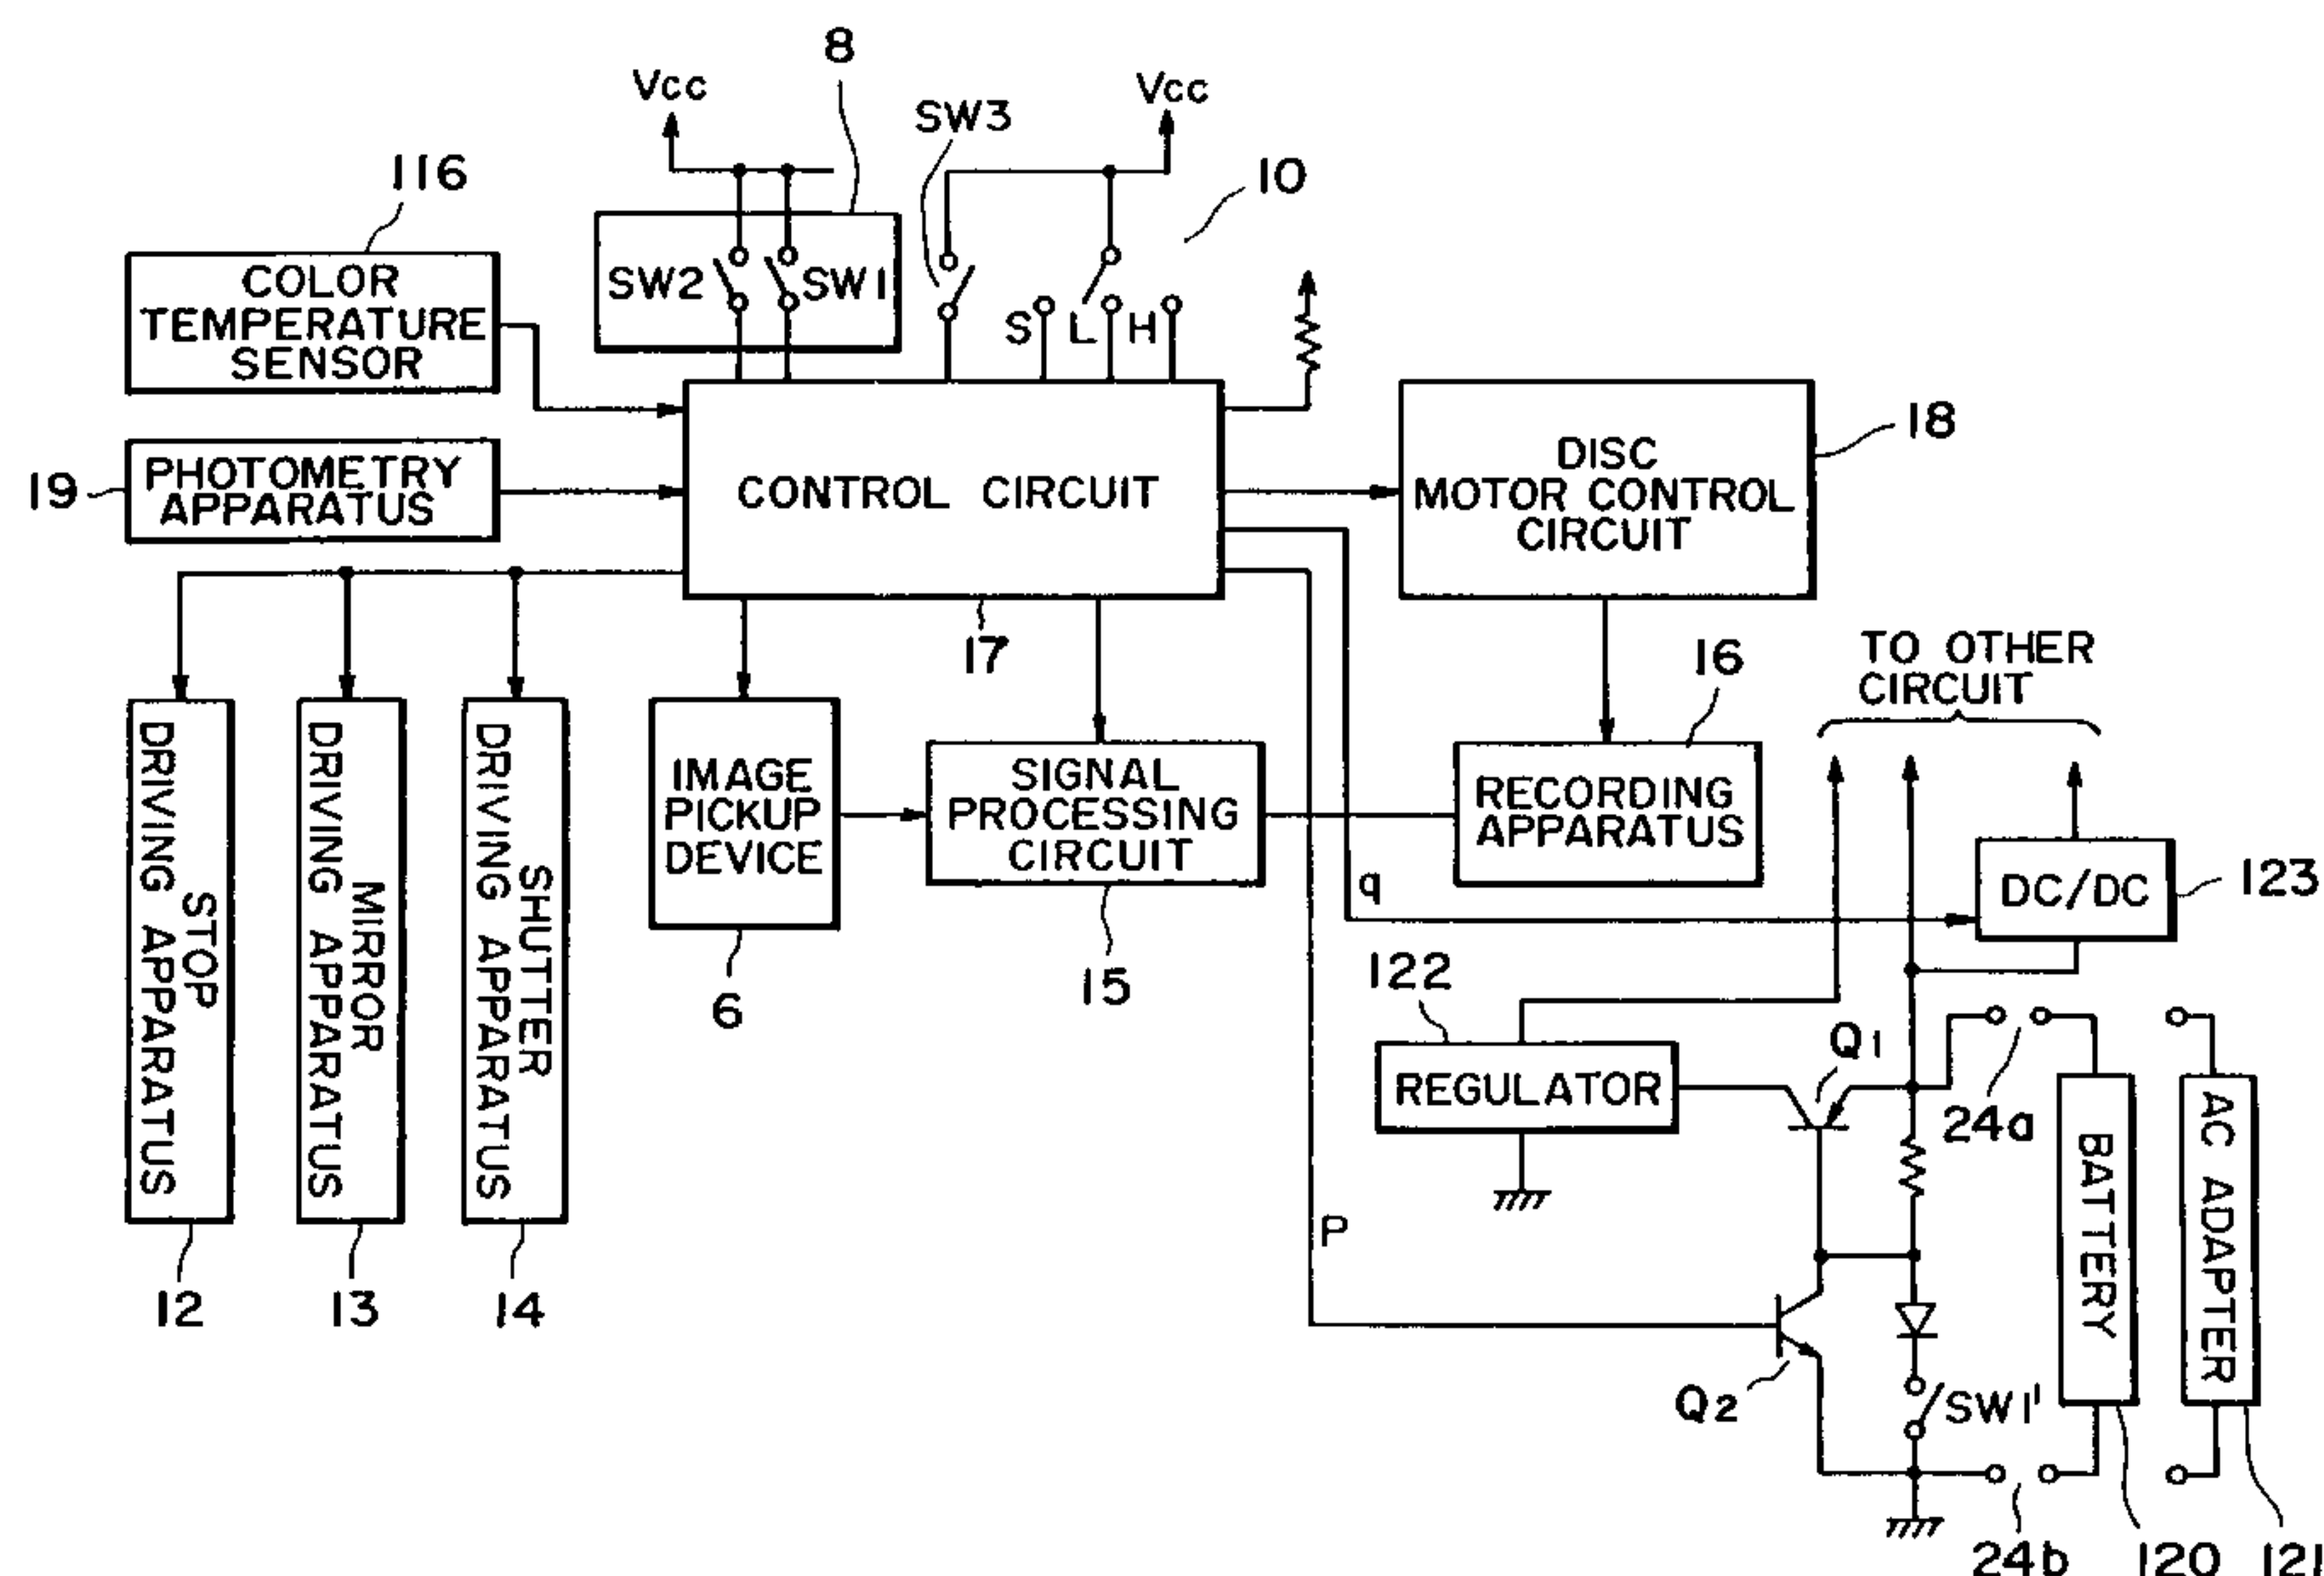 8
Vcc
SW3
Vcc
116
10
COLOR
TEMPERATURE
SENSOR
SW2
SW1
S
L
H
19
PHOTOMETRY
APPARATUS
CONTROL CIRCUIT
DISC
MOTOR CONTROL
CIRCUIT
18
17
16
TO OTHER
CIRCUIT
STOP
DRIVING APPARATUS
MIRROR
DRIVING APPARATUS
SHUTTER
DRIVING APPARATUS
IMAGE
PICKUP
DEVICE
SIGNAL
PROCESSING
CIRCUIT
RECORDING
APPARATUS
q
DC/DC
123
6
15
122
REGULATOR
Q1
24a
BATTERY
AC ADAPTER
P
12
13
14
Q2
SW1'
24b
120
121